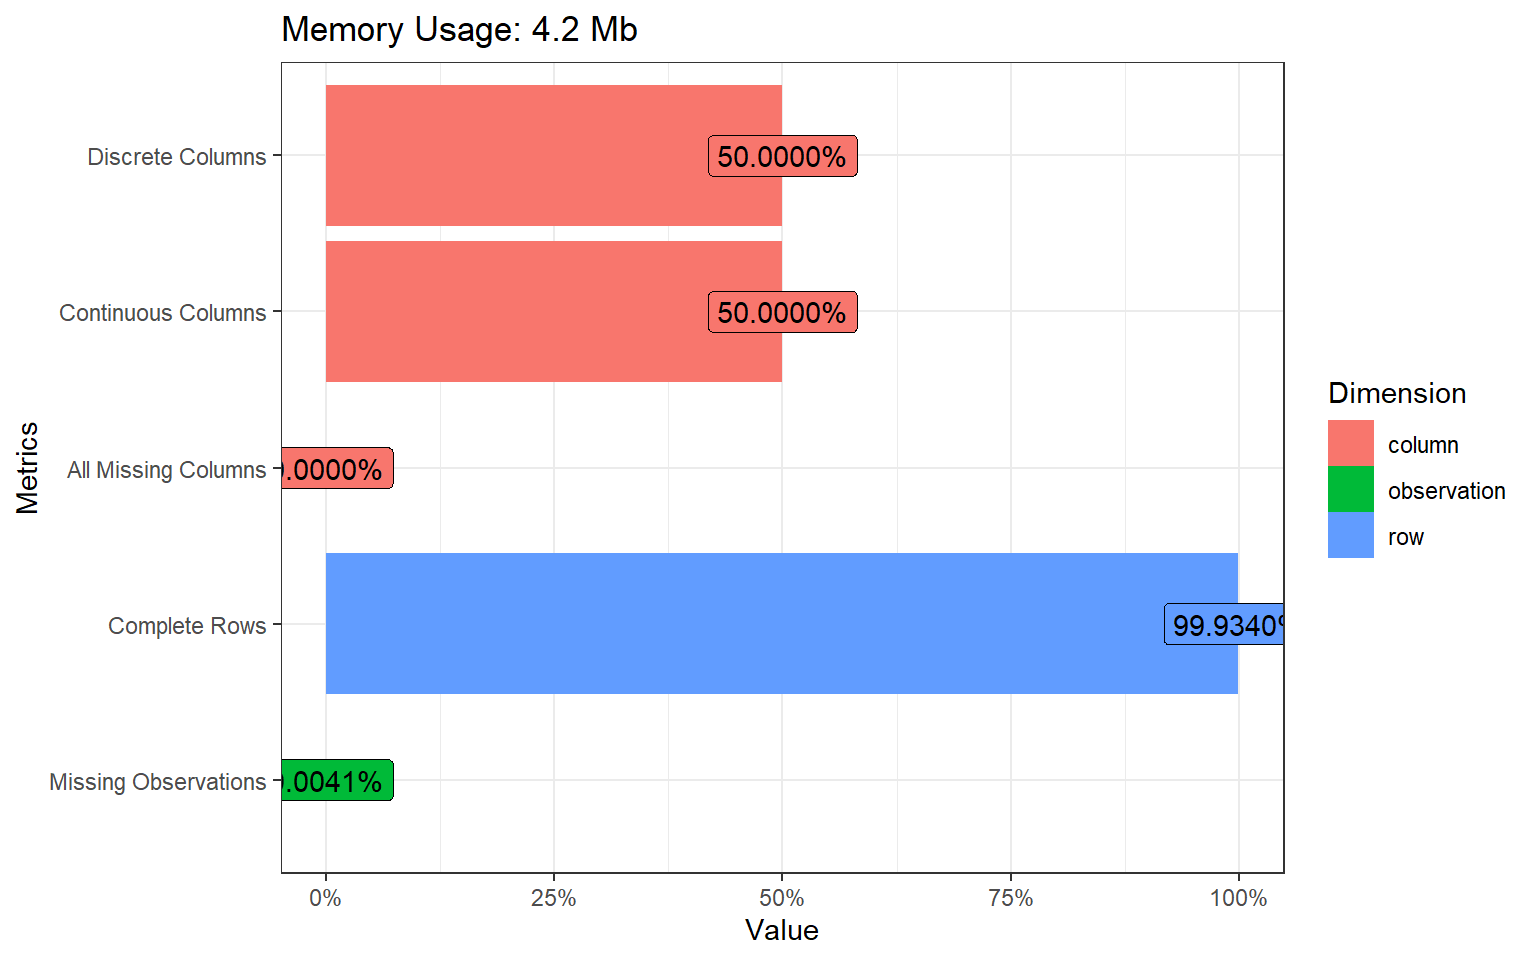 Memory Usage: 4.2 Mb
Metrics
Discrete Columns
50.0000%
Continuous Columns
50.0000%
All Missing Columns
.0000%
Complete Rows
99.9340%
Missing Observations
.0041%
0%
25%
50%
75%
100%
Value
Dimension
column
observation
row